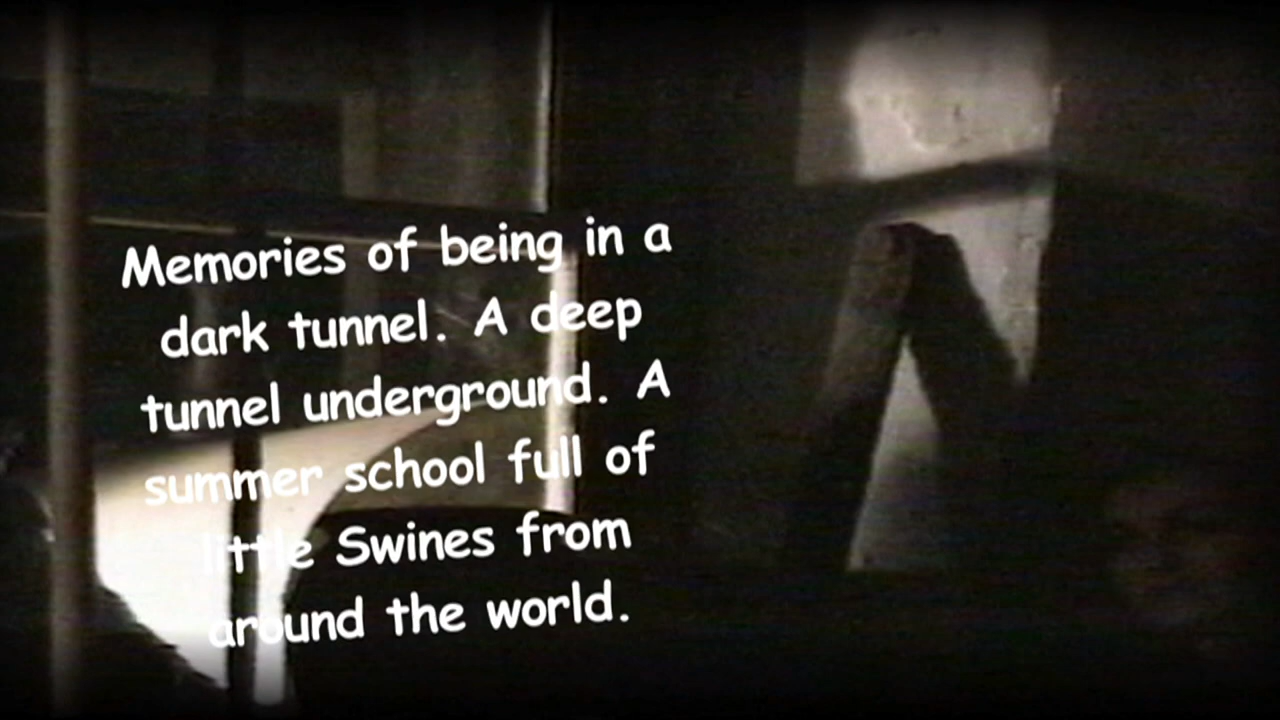 Memories of being in a
dark tunnel. A deep
tunnel underground. A
summer school full of
little Swines from
around the world.